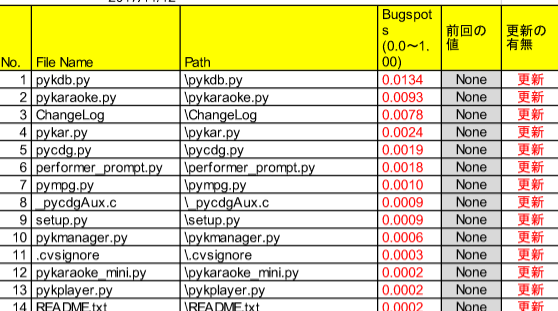 No. File Name Path Bugspots (0.0～1.00) 前回の値 更新の有無
1 pykdb.py \pykdb.py 0.0134 None 更新
2 pykaraoke.py \pykaraoke.py 0.0093 None 更新
3 ChangeLog \ChangeLog 0.0078 None 更新
4 pykar.py \pykar.py 0.0024 None 更新
5 pycdg.py \pycdg.py 0.0019 None 更新
6 performer_prompt.py \performer_prompt.py 0.0018 None 更新
7 pympg.py \pympg.py 0.0010 None 更新
8 _pycdgAux.c \_pycdgAux.c 0.0009 None 更新
9 setup.py \setup.py 0.0009 None 更新
10 pykmanager.py \pykmanager.py 0.0006 None 更新
11 .cvsignore \.cvsignore 0.0003 None 更新
12 pykaraoke_mini.py \pykaraoke_mini.py 0.0002 None 更新
13 pykplayer.py \pykplayer.py 0.0002 None 更新
14 README.txt \README.txt 0.0002 None 更新